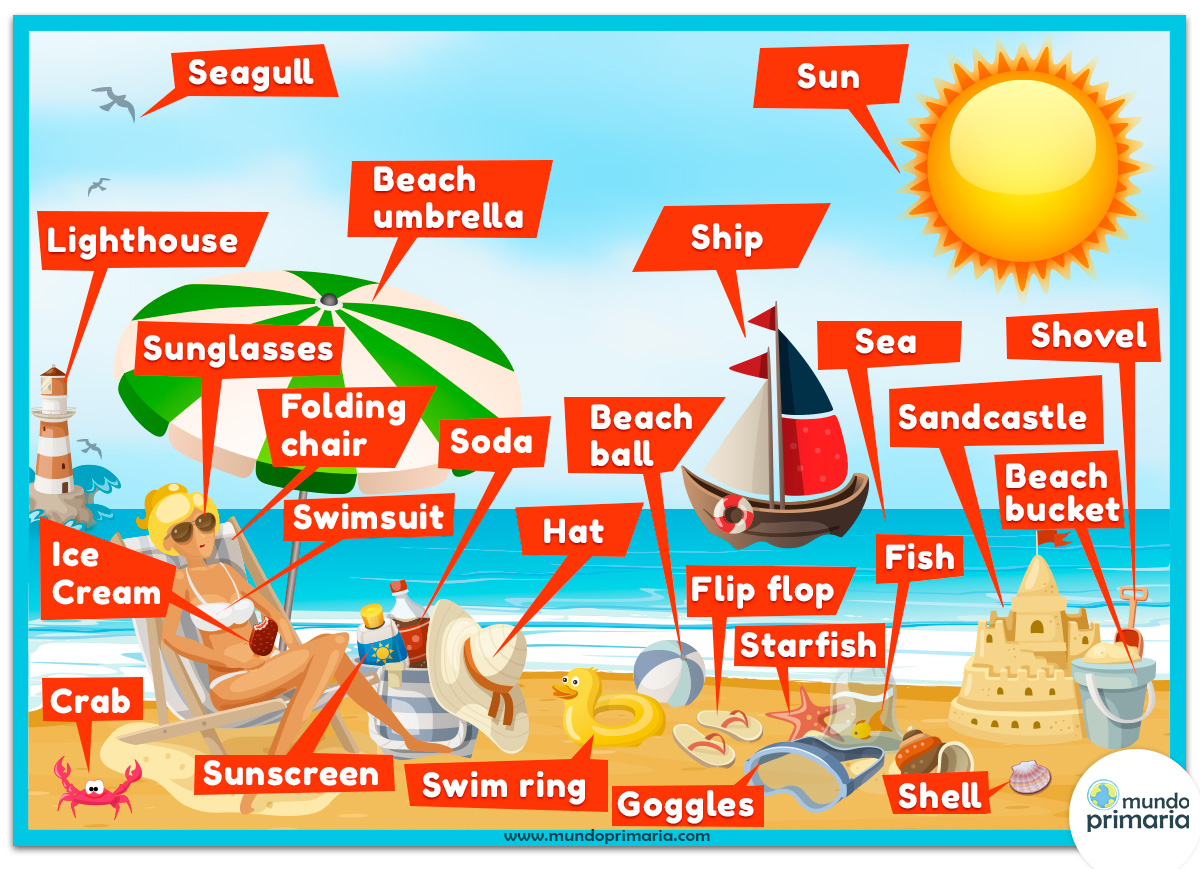 Seagull
Sun
Beach
umbrella
Lighthouse
Ship
Sunglasses
Sea
Shovel
Folding
chair
Soda
Beach
ball
Sandcastle
Beach
bucket
Swimsuit
Hat
Ice
Cream
Fish
Flip flop
Starfish
Crab
Sunscreen
Swim ring
Goggles
Shell
mundo
primaria
www.mundoprimaria.com